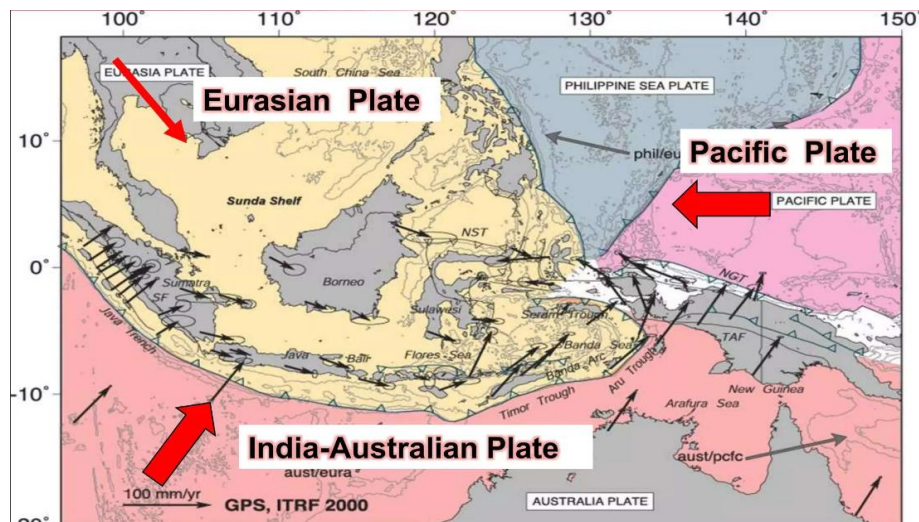 100°
110°
120°
130°
140°
150°
EURASIA PLATE
South China Sea
PHILIPPINE SEA PLATE
Eurasian Plate
10°
phil/eu
Pacific Plate
Sunda Shelf
PACIFIC PLATE
NST
0°
NGT
Sumatra
Borneo
SF
Sulawesi
Seram Trough
Java Trench
TAF
Java
Bali
Flores Sea
Banda Sea
Banda Arc
Aru Trough
-10°
New Guinea
Timor Trough
Arafura Sea
India-Australian Plate
aust/eura
aust/pcfc
100 mm/yr
GPS, ITRF 2000
AUSTRALIA PLATE